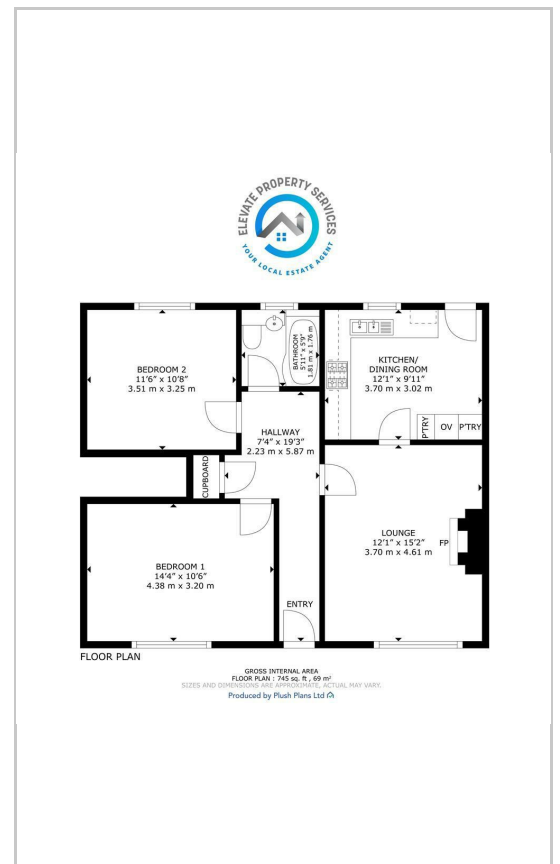 ELEVATE PROPERTY SERVICES
YOUR LOCAL ESTATE AGENT
BEDROOM 2
11'6" x 10'8"
3.51 m x 3.25 m
BATHROOM
5'11" x 5'9"
1.81 m x 1.76 m
KITCHEN/
DINING ROOM
12'1" x 9'11"
3.70 m x 3.02 m
P'TRY
OV
P'TRY
HALLWAY
7'4" x 19'3"
2.23 m x 5.87 m
CUPBOARD
LOUNGE
12'1" x 15'2"
3.70 m x 4.61 m
FP
BEDROOM 1
14'4" x 10'6"
4.38 m x 3.20 m
ENTRY
FLOOR PLAN
GROSS INTERNAL AREA
FLOOR PLAN : 745 sq. ft , 69 m²
SIZES AND DIMENSIONS ARE APPROXIMATE, ACTUAL MAY VARY.
Produced by Plush Plans Ltd